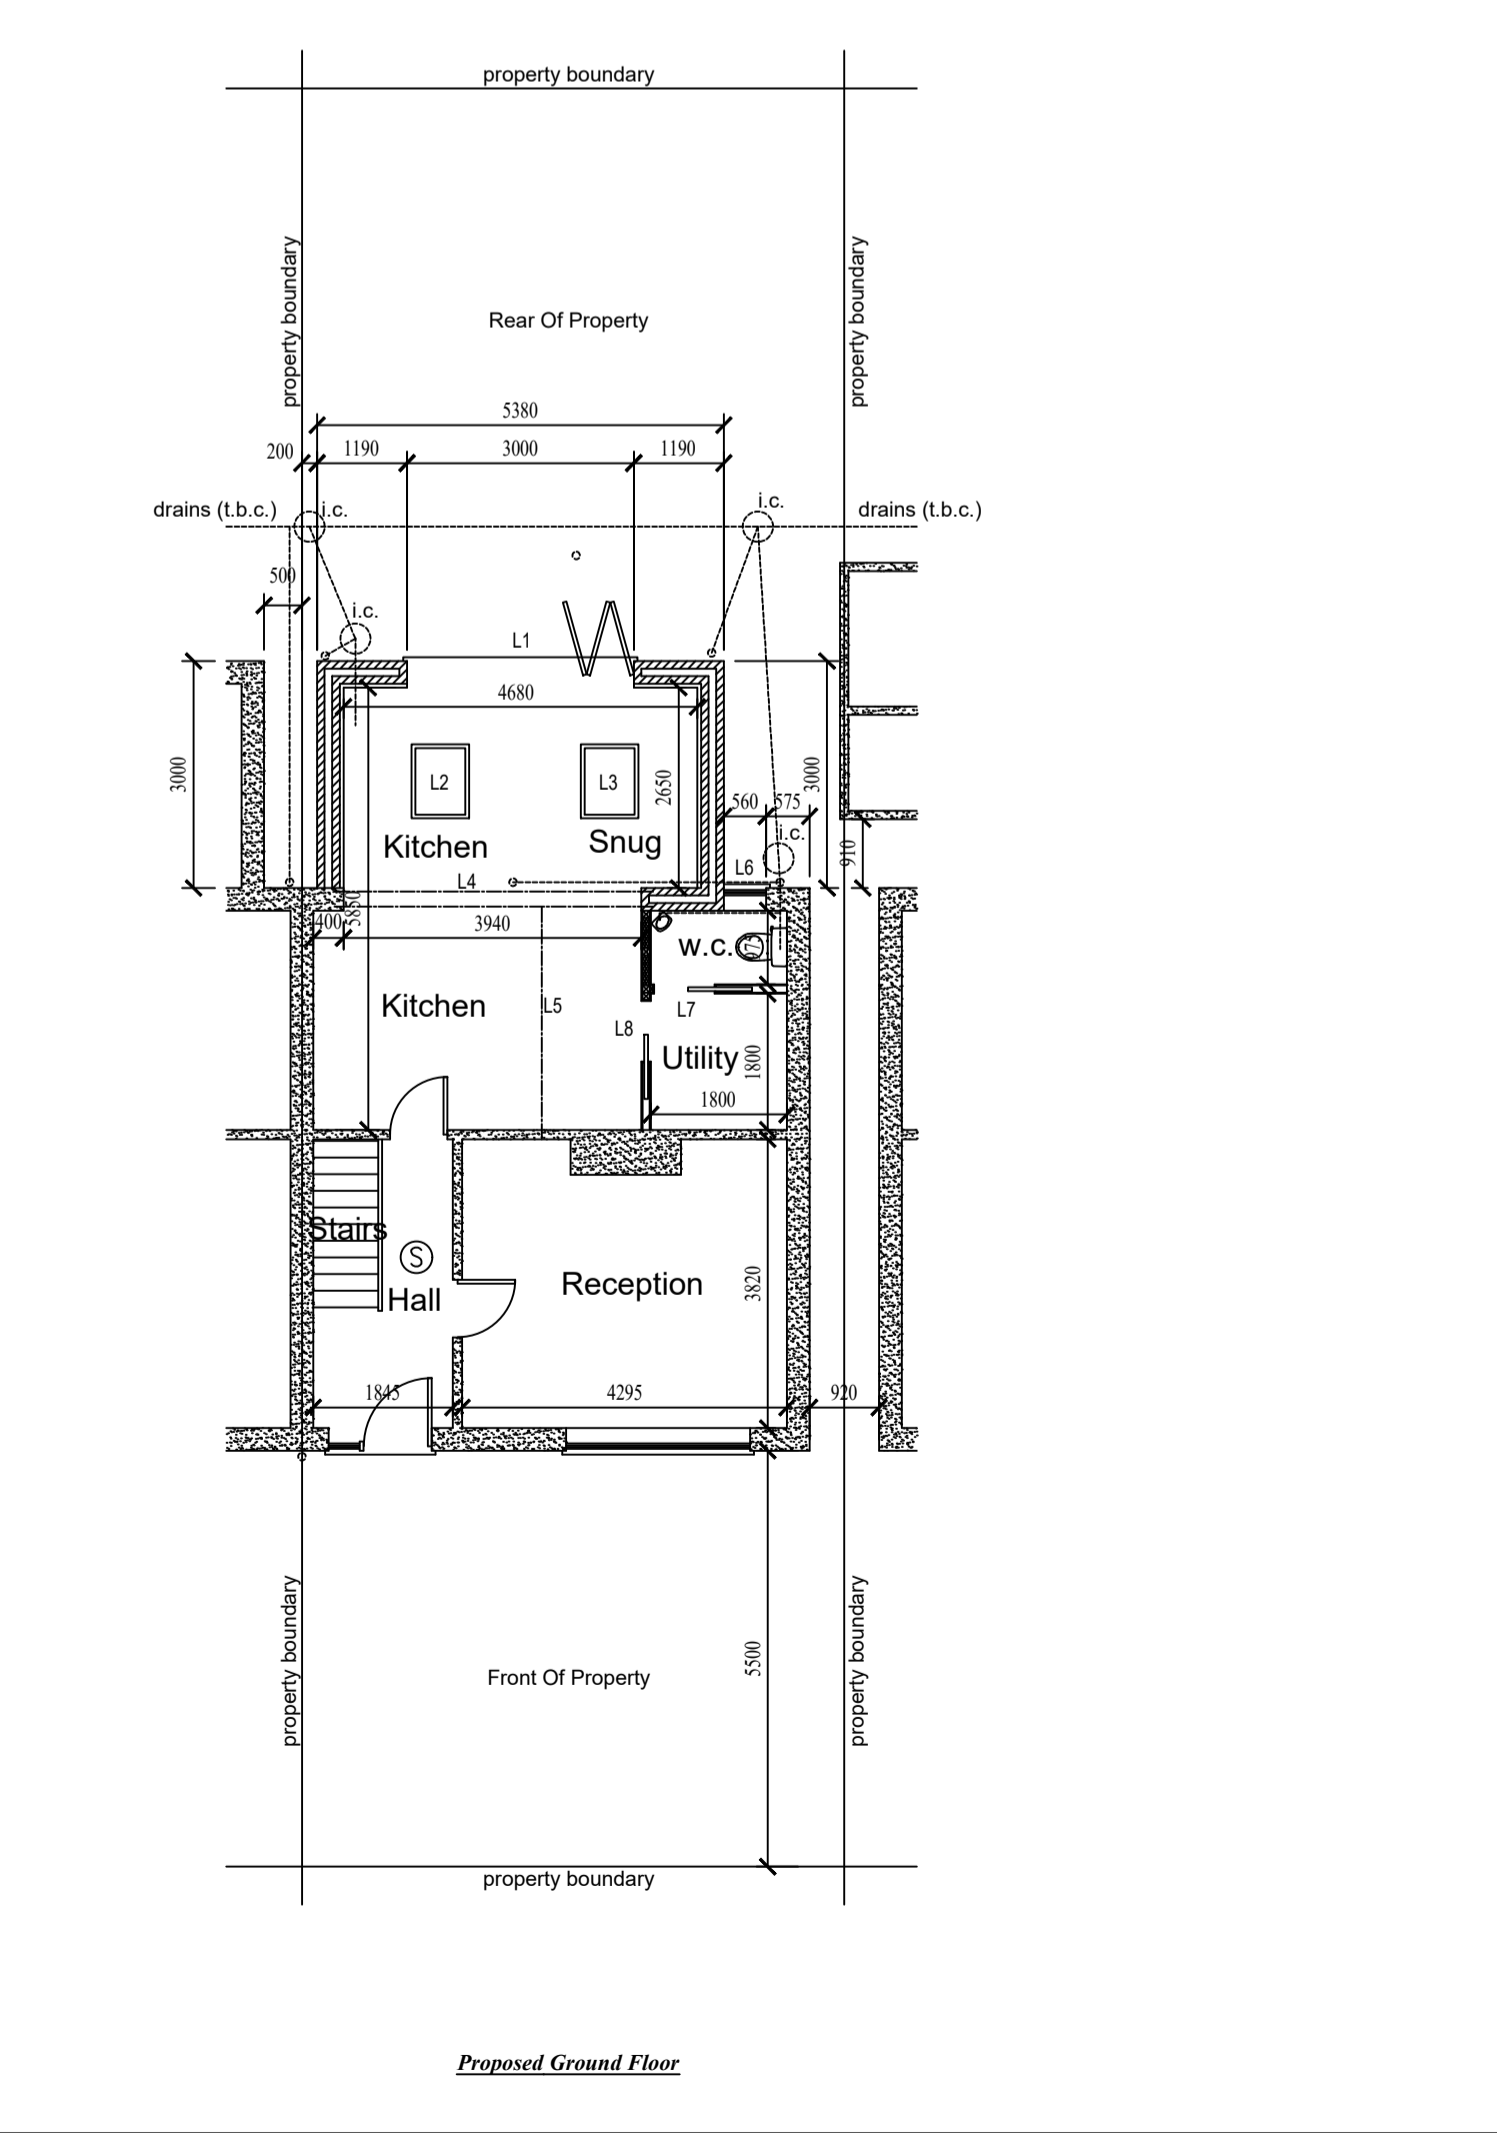 property boundary
property boundary
property boundary
Rear Of Property
5380
200
1190
3000
1190
drains (t.b.c.)
i.c.
i.c.
drains (t.b.c.)
500
i.c.
L1
4680
3000
L2
L3
2650
3000
560
575
Kitchen
Snug
i.c.
910
L4
L6
400
5850
3940
w.c.
975
Kitchen
L5
L7
L8
Utility
1800
1800
Stairs
S
Hall
Reception
3820
1845
4295
920
property boundary
property boundary
Front Of Property
5500
property boundary
Proposed Ground Floor